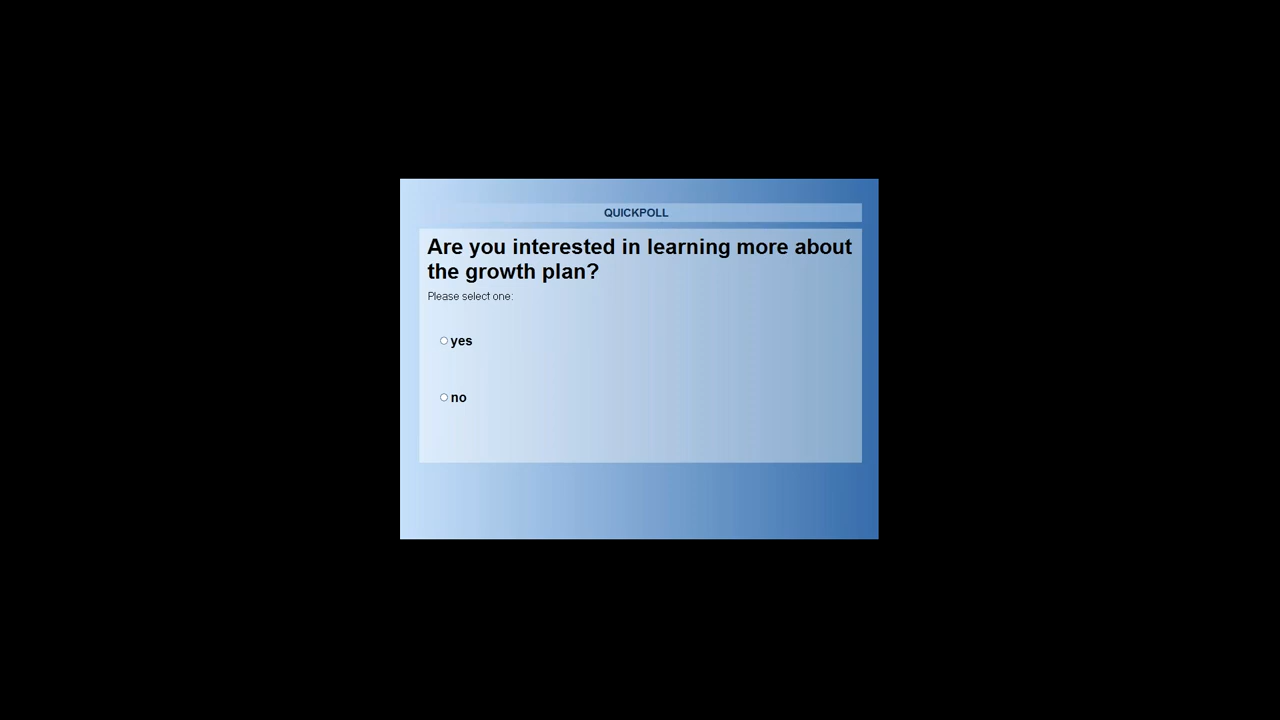 QUICKPOLL
Are you interested in learning more about
the growth plan?
Please select one:
yes
no